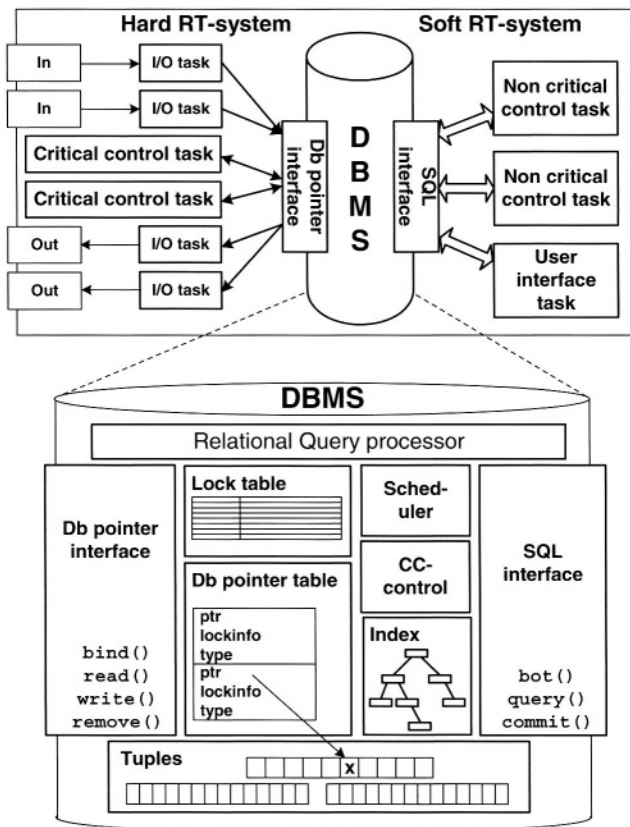 Hard RT-system
Soft RT-system
In
I/O task
In
I/O task
Critical control task
Critical control task
Out
I/O task
Out
I/O task
Db pointer
interface
D
B
M
S
SQL
interface
Non critical
control task
Non critical
control task
User
interface
task
DBMS
Relational Query processor
Db pointer
interface
bind()
read()
write()
remove()
Lock table
Db pointer table
ptr
lockinfo
type
ptr
lockinfo
type
Sched-
uler
CC-
control
Index
SQL
interface
bot()
query()
commit()
Tuples
x